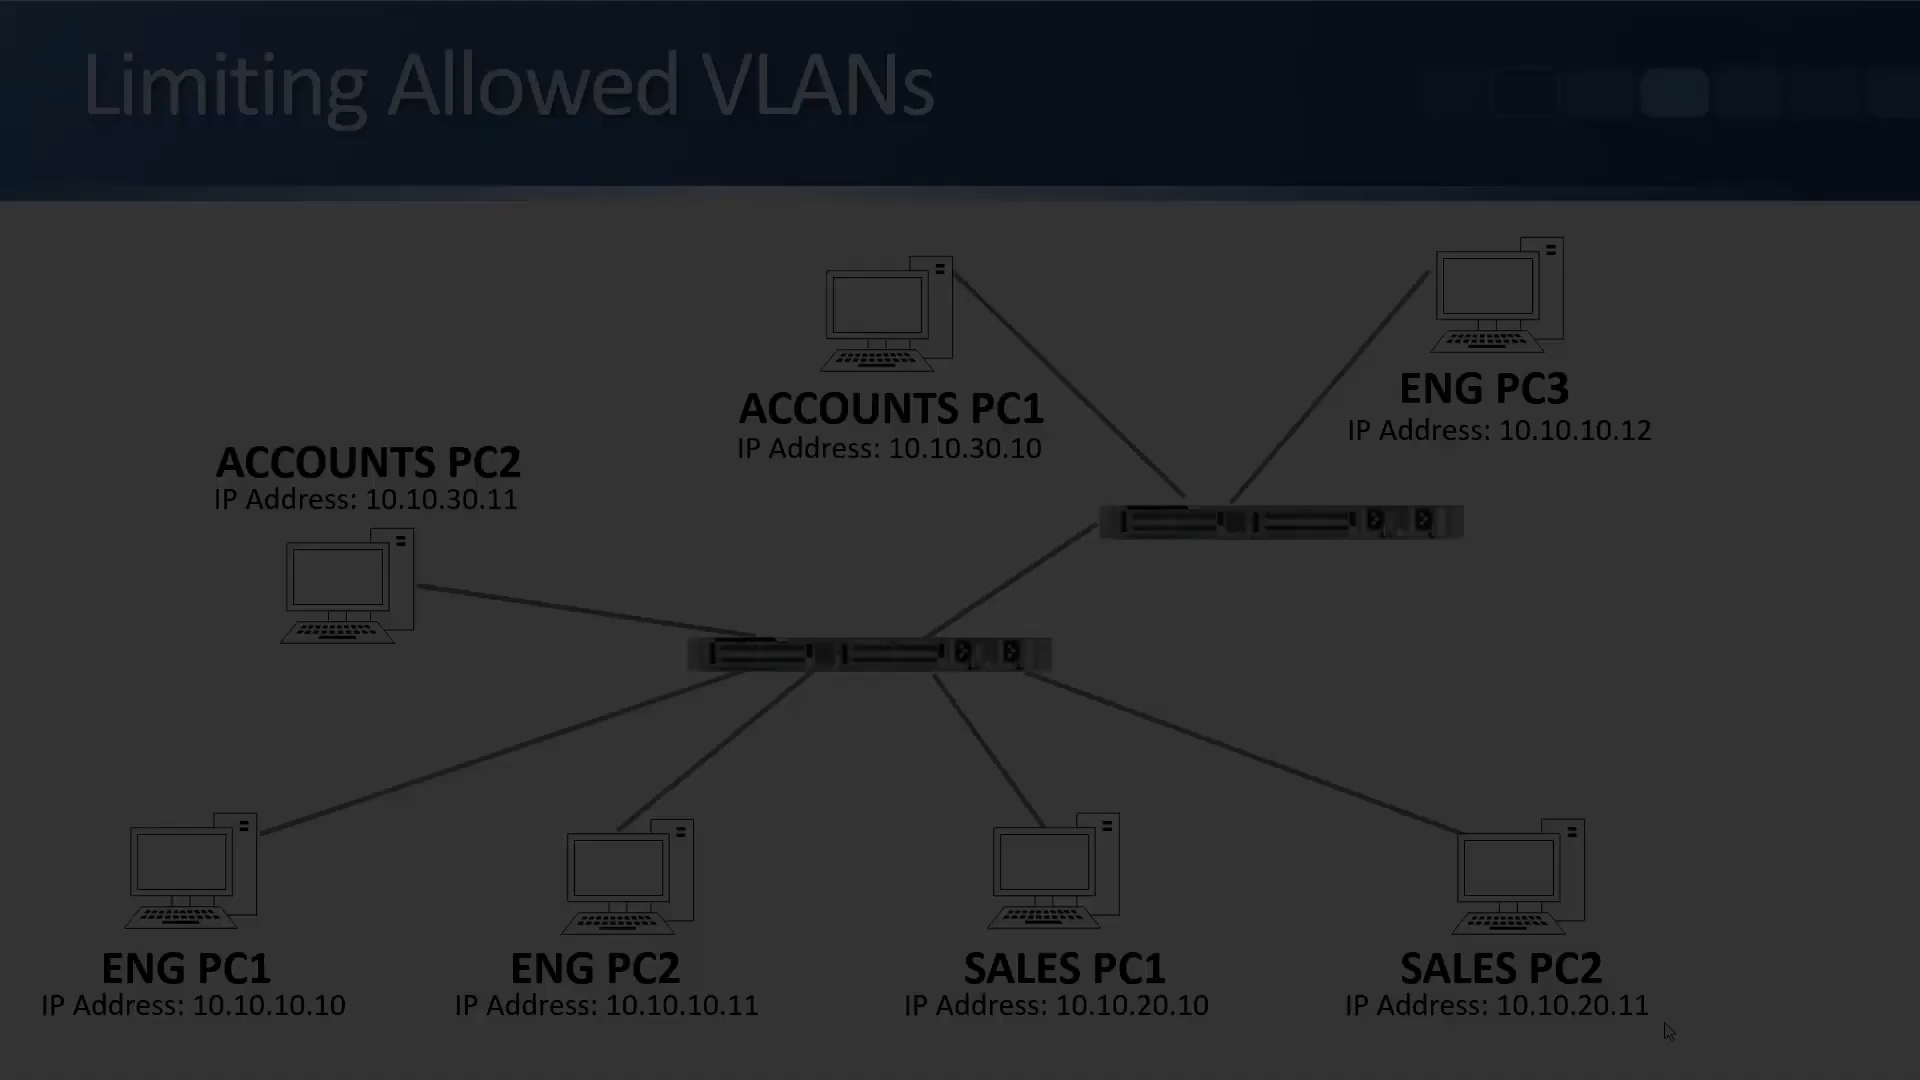 Limiting Allowed VLANs
ACCOUNTS PC1
IP Address: 10.10.30.10
ENG PC3
IP Address: 10.10.10.12
ACCOUNTS PC2
IP Address: 10.10.30.11
ENG PC1
IP Address: 10.10.10.10
ENG PC2
IP Address: 10.10.10.11
SALES PC1
IP Address: 10.10.20.10
SALES PC2
IP Address: 10.10.20.11